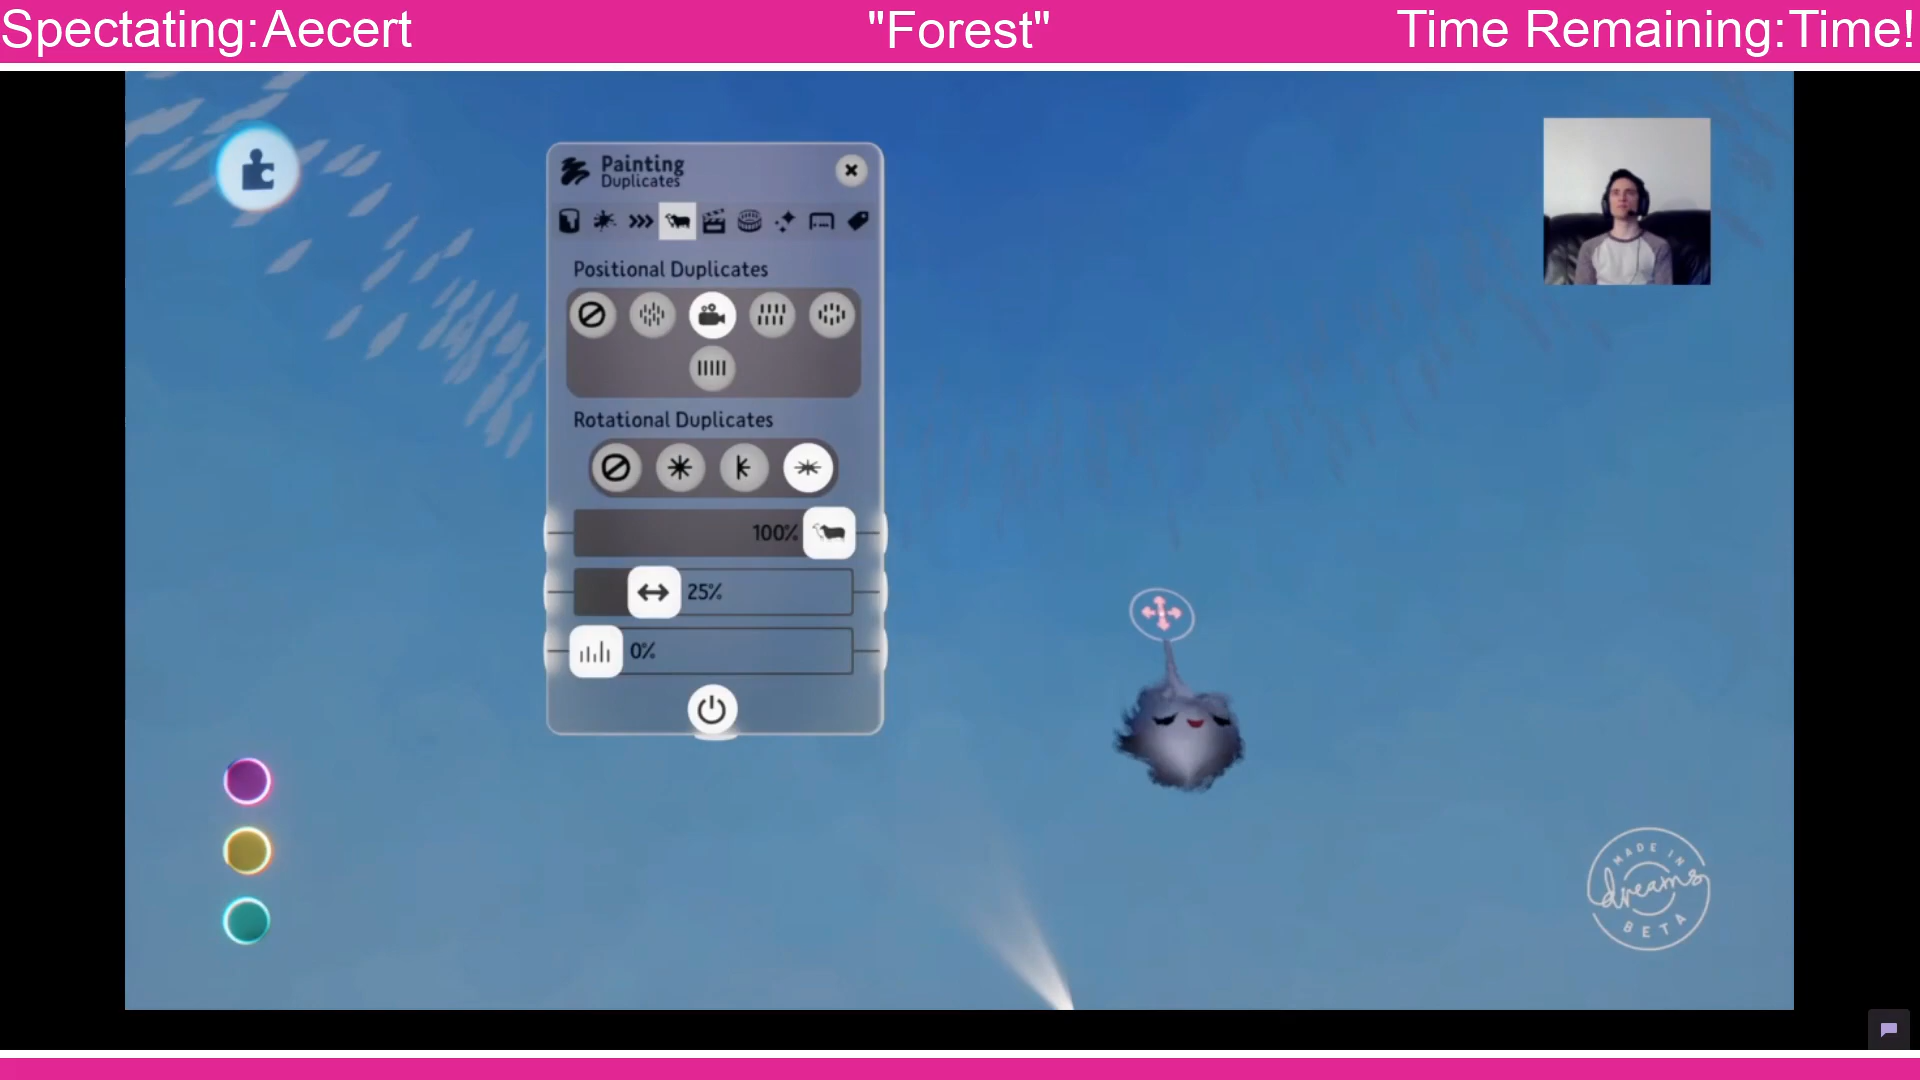 Spectating:Aecert
"Forest"
Time Remaining:Time!
Painting
Duplicates
Positional Duplicates
Rotational Duplicates
100%
25%
0%
MADE IN
dreams
BETA